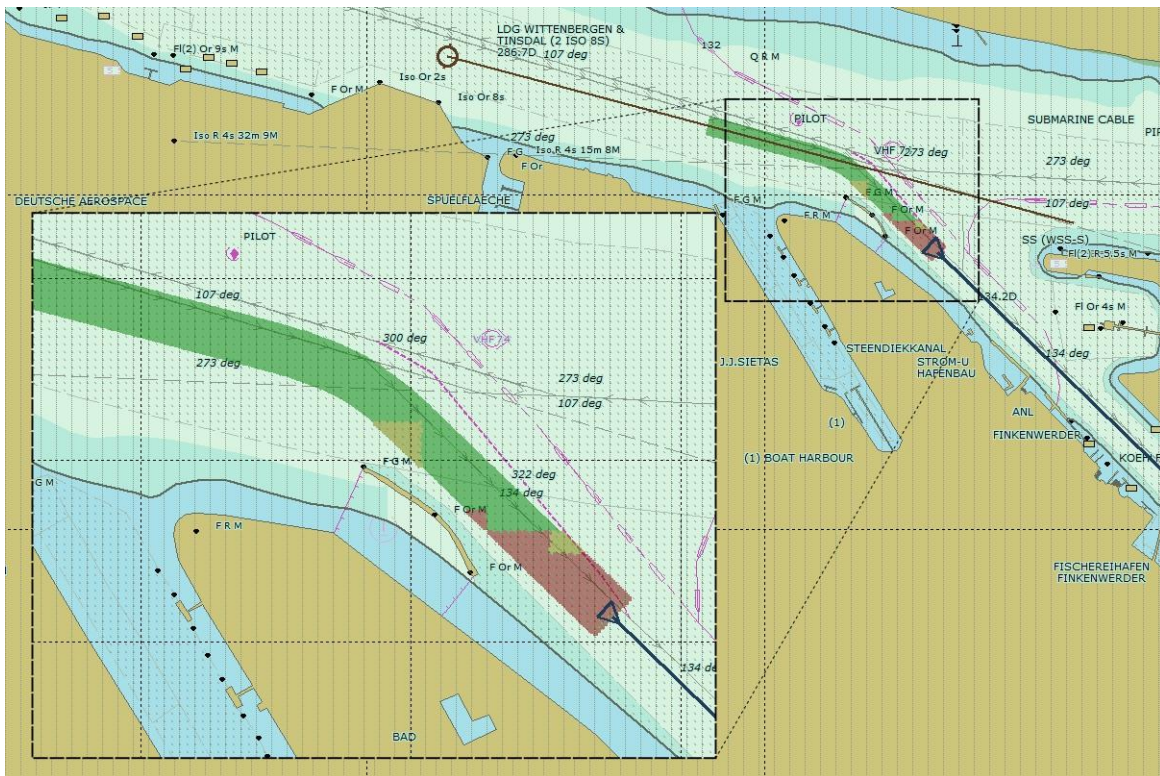 LDG WITTENBERGEN &
TINSDAL (2 ISO 8S)
286.7D 107 deg
Fl(2) Or 9s M
132
Q R M
Iso Or 2s
F Or M
Iso Or 8s
PILOT
SUBMARINE CABLE
Iso R 4s 32m 9M
273 deg
Iso R 4s 15m 8M
F G
F Or
VHF 74
273 deg
273 deg
DEUTSCHE AEROSPACE
SPUELFLAECHE
F G M
F G M
107 deg
F R M
F Or M
F Or M
SS (WSS-S)
Fl(2) R 5.5s M
134.2D
Fl Or 4s M
J.J.SIETAS
STEENDIEKKANAL
134 deg
STROM-U
HAFENBAU
ANL
(1)
FINKENWERDER
(1) BOAT HARBOUR
FISCHEREIHAFEN
FINKENWERDER
PILOT
107 deg
300 deg
VHF 74
273 deg
273 deg
107 deg
F G M
322 deg
G M
134 deg
F Or M
F R M
F Or M
BAD